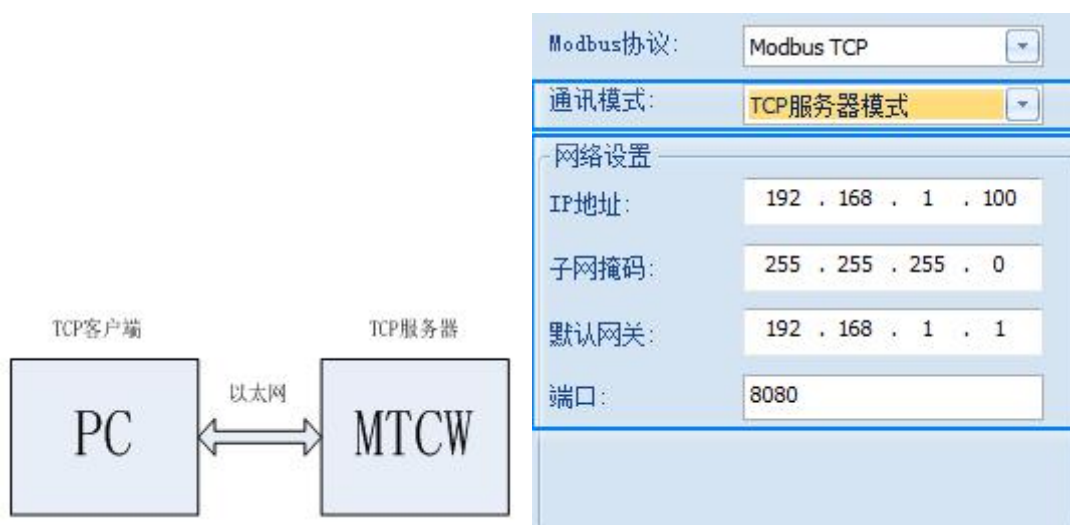 TCP客户端
TCP服务器
以太网
PC
MTCW
Modbus协议: Modbus TCP
通讯模式: TCP服务器模式
网络设置
IP地址: 192 . 168 . 1 . 100
子网掩码: 255 . 255 . 255 . 0
默认网关: 192 . 168 . 1 . 1
端口: 8080